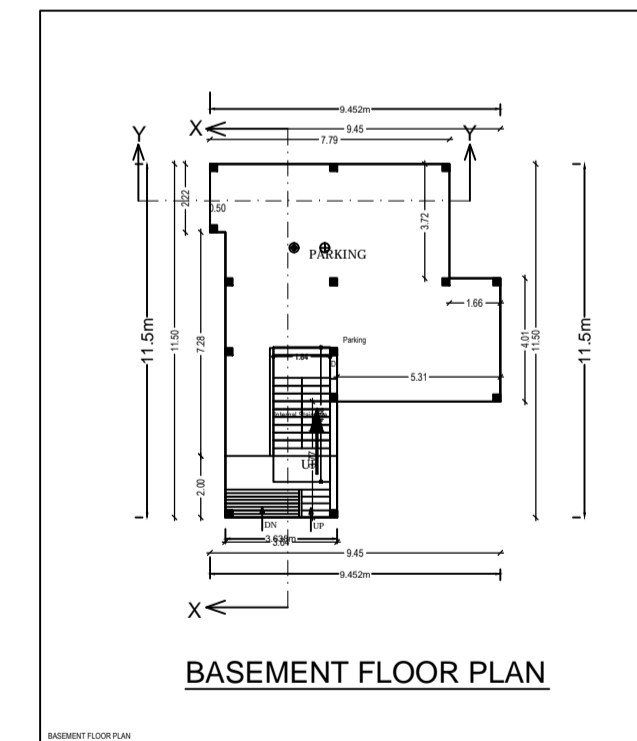 9.452m
X
9.45
Y
Y
7.79
2.22
0.50
3.72
PARKING
1.66
11.5m
11.50
7.28
Parking
4.01
11.50
11.5m
1.84
D
5.31
UP
2.00
DN
UP
3.64
9.45
9.452m
X
BASEMENT FLOOR PLAN
BASEMENT FLOOR PLAN